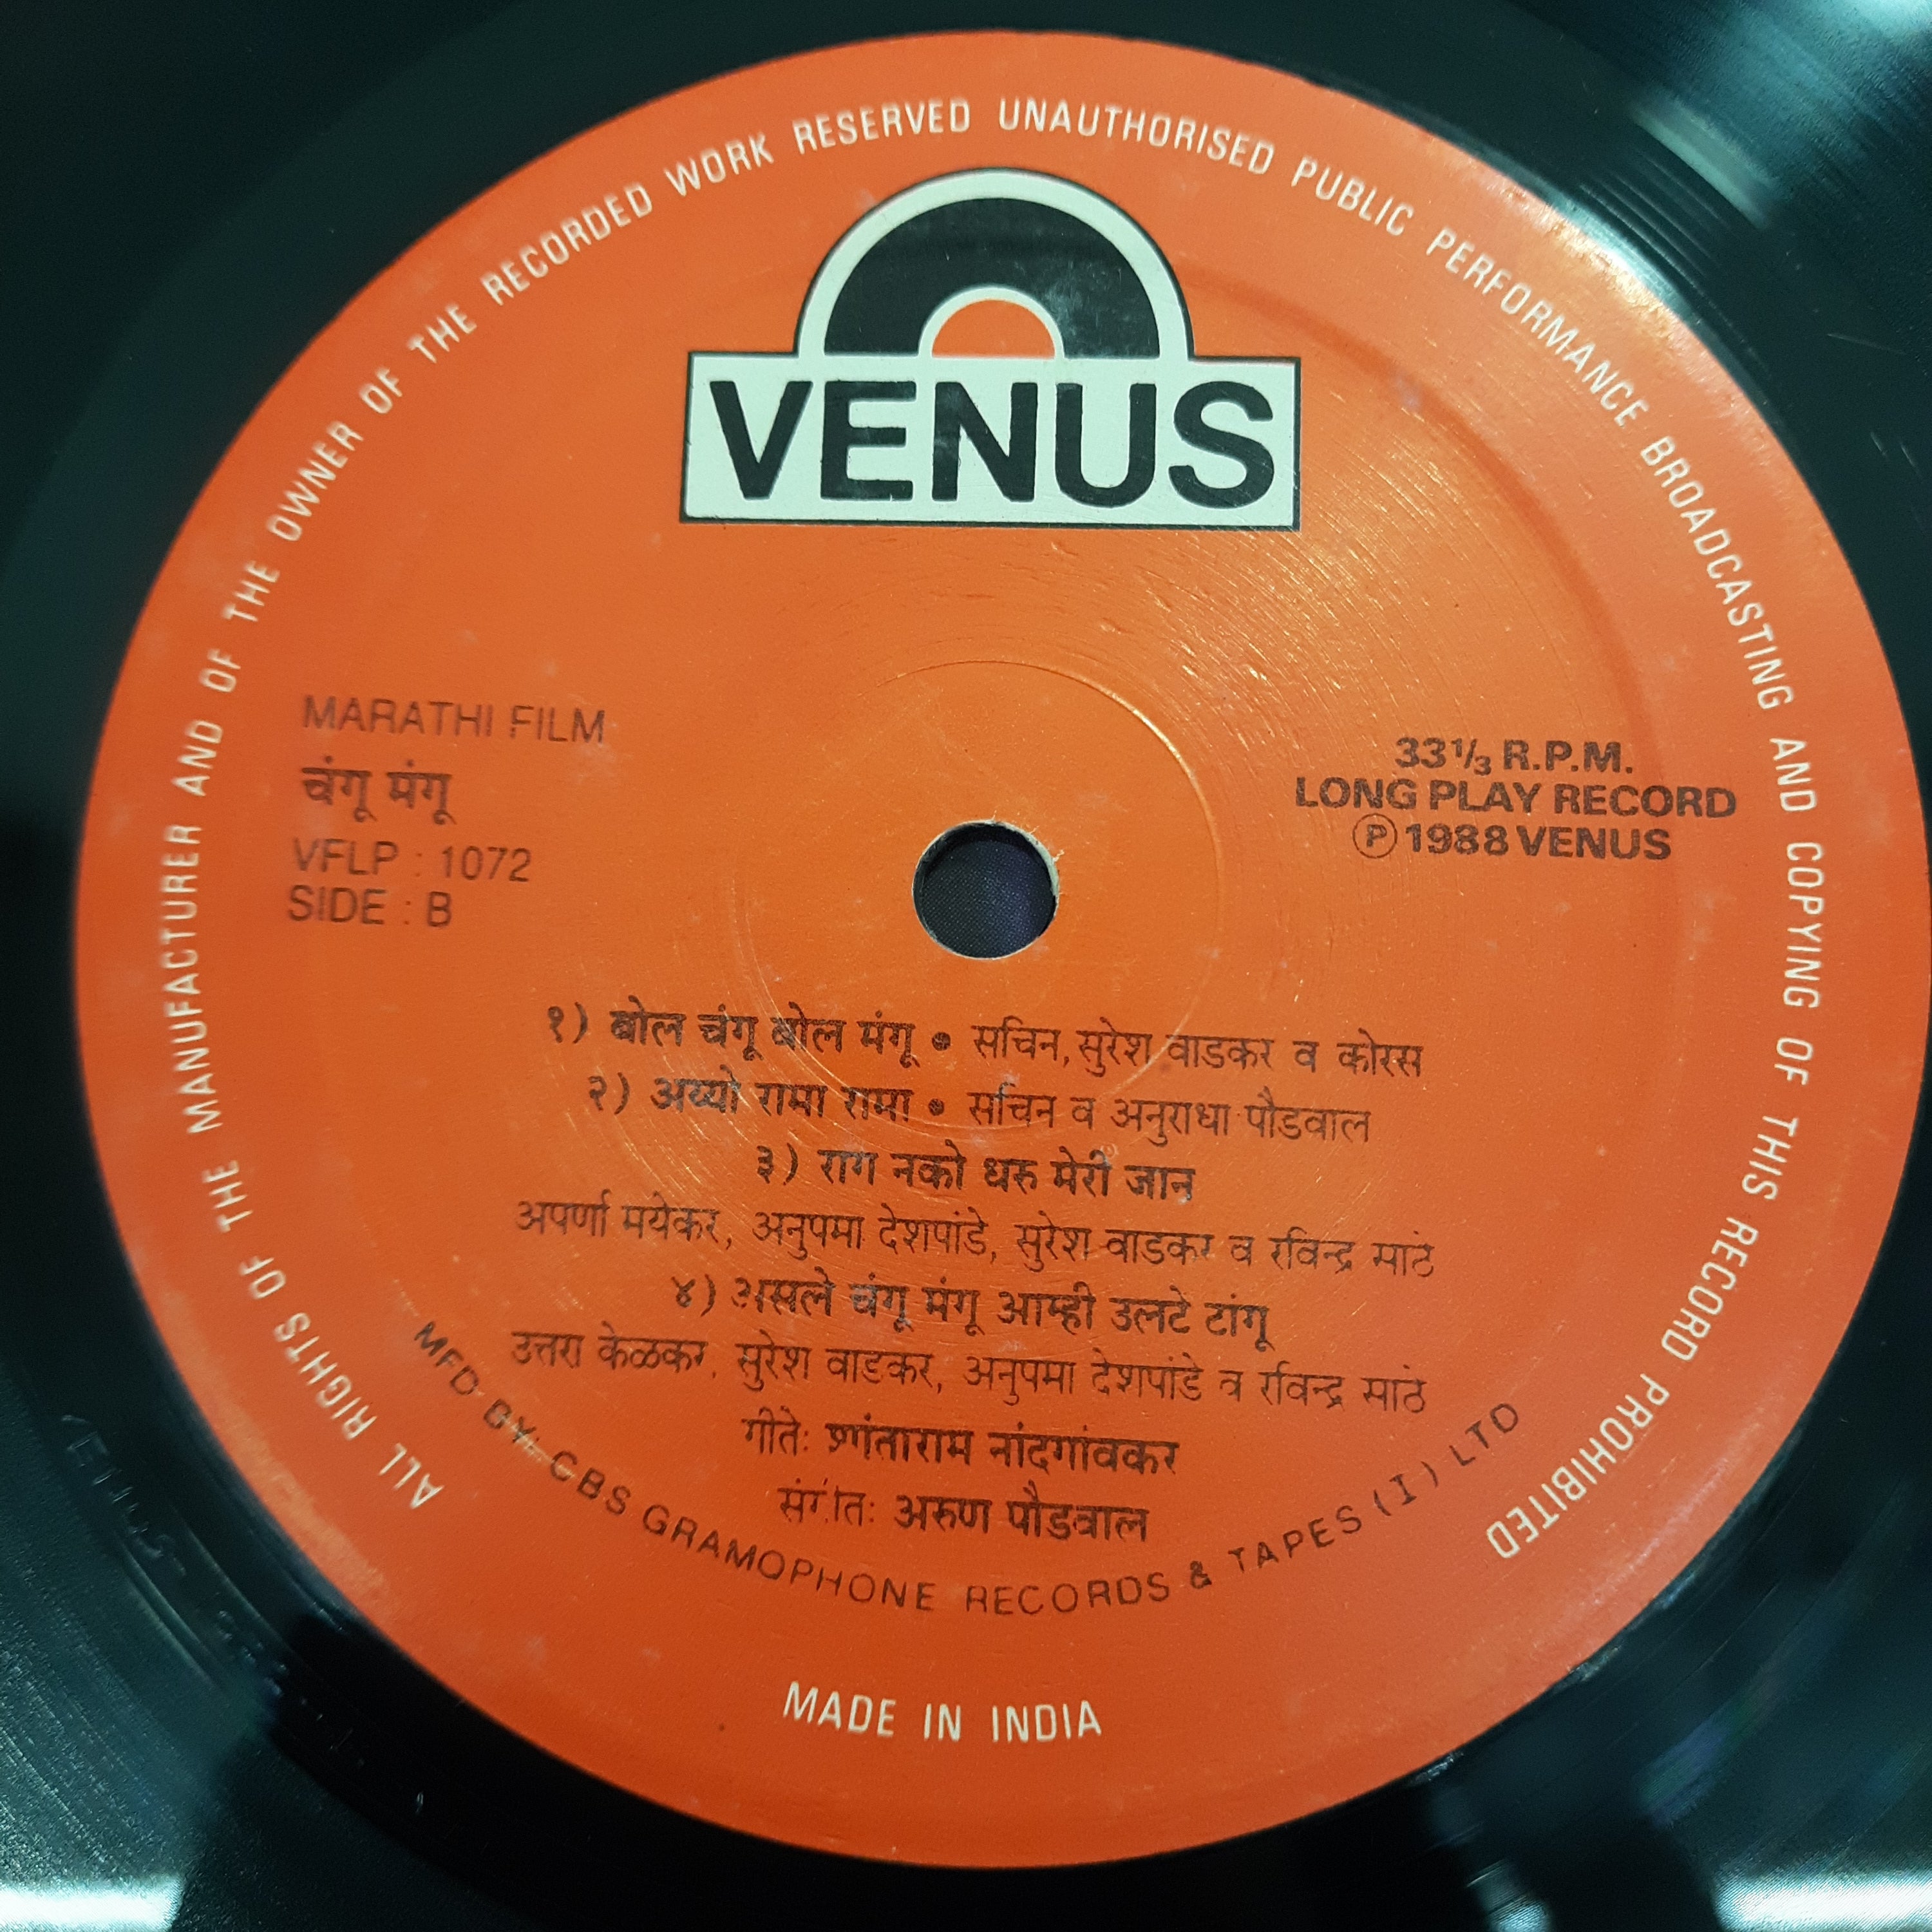 ALL RIGHTS OF THE MANUFACTURER AND OF THE OWNER OF THE RECORDED WORK RESERVED UNAUTHORISED PUBLIC PERFORMANCE BROADCASTING AND COPYING OF THIS RECORD PROHIBITED
VENUS
MARATHI FILM
चंगू मंगू
VFLP : 1072
SIDE : B
33⅓ R.P.M.
LONG PLAY RECORD
Ⓟ 1988 VENUS
१) बोल चंगू बोल मंगू • सचिन, सुरेश वाडकर व कोरस
२) अय्यो रामा रामा • सचिन व अनुराधा पौडवाल
३) राग नको धरु मेरी जान
अपर्णा मयेकर, अनुपमा देशपांडे, सुरेश वाडकर व रविन्द्र साठे
४) असले चंगू मंगू आम्ही उलटे टांगू
उत्तरा केळकर, सुरेश वाडकर, अनुपमा देशपांडे व रविन्द्र साठे
गीते: शांताराम नांदगांवकर
संगीत: अरुण पौडवाल
MFD BY: CBS GRAMOPHONE RECORDS & TAPES (I) LTD
MADE IN INDIA